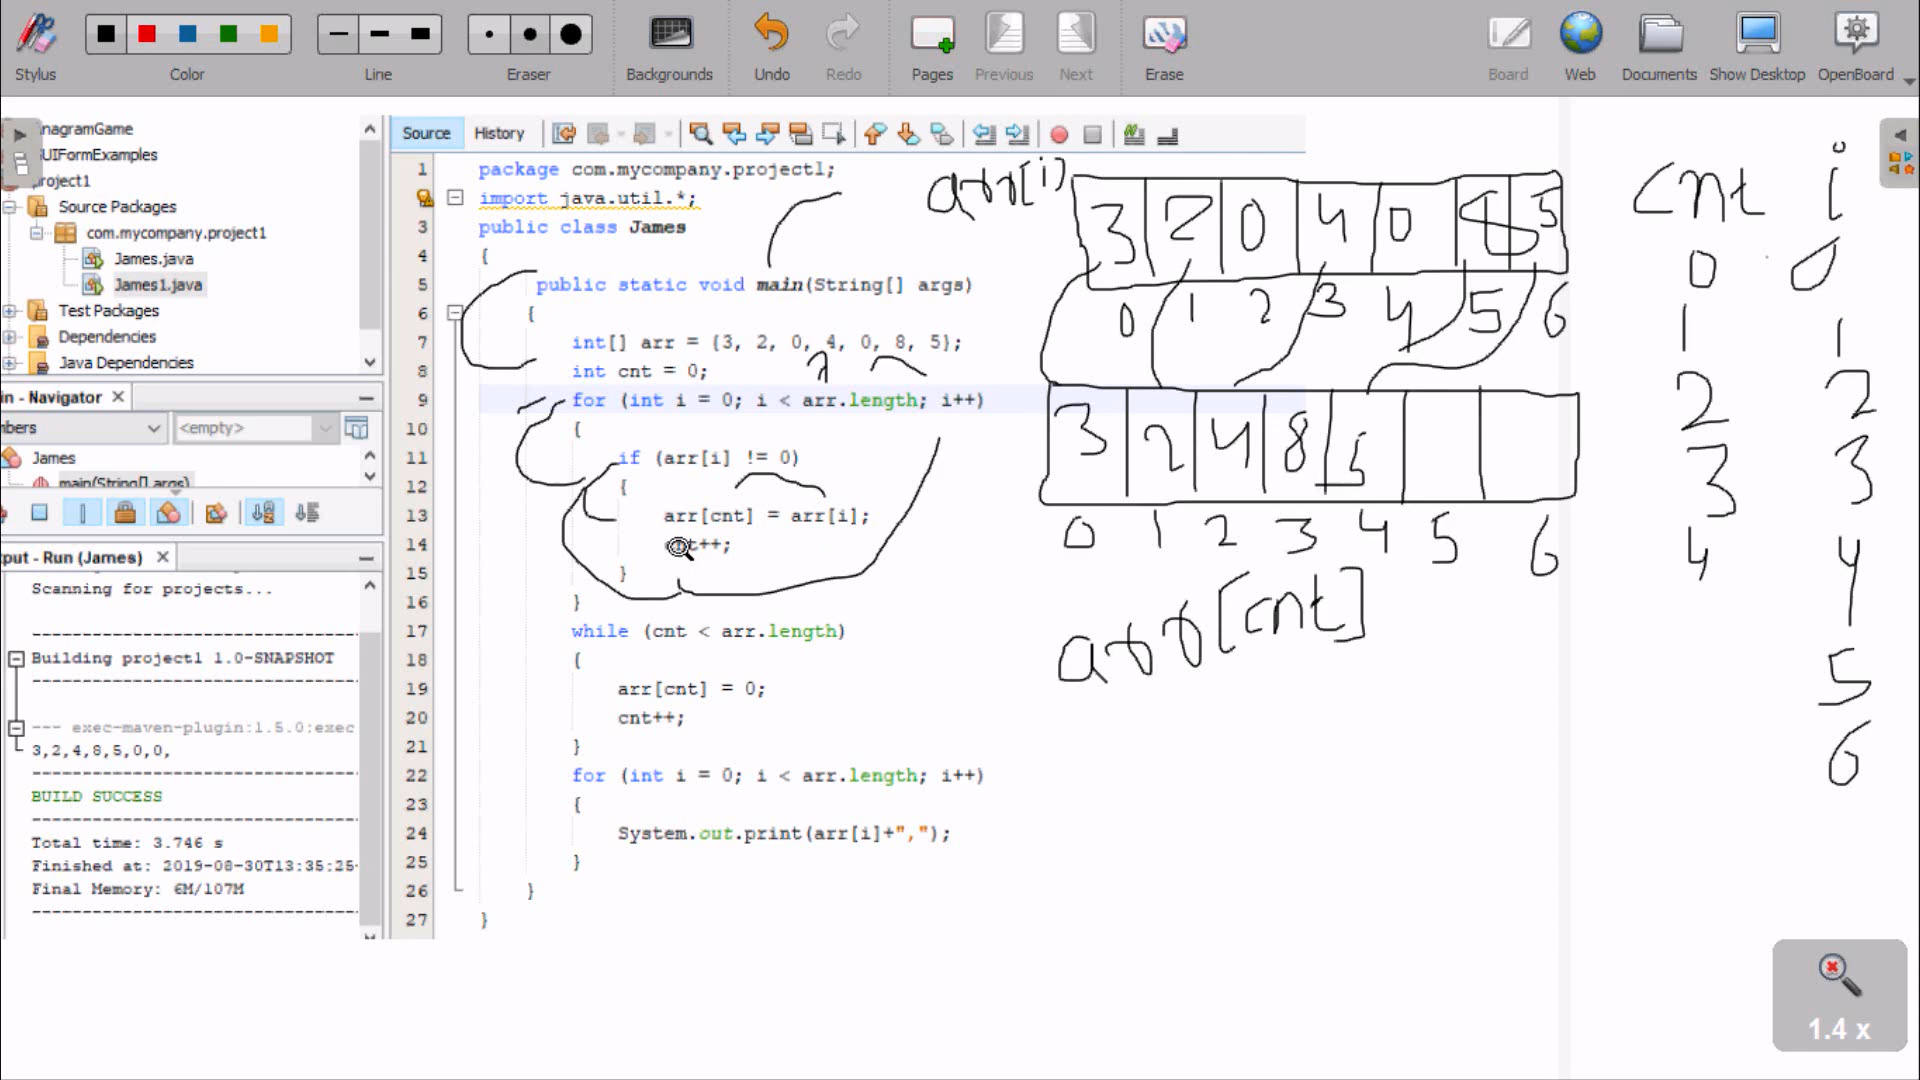 Stylus
Color
Line
Eraser
Backgrounds
Undo
Redo
Pages
Previous
Next
Erase
Board
Web
Documents
Show Desktop
OpenBoard
nagramGame
UIFormExamples
roject1
Source Packages
com.mycompany.project1
James.java
James1.java
Test Packages
Dependencies
Java Dependencies
in - Navigator
nbers
<empty>
James
main(String[] args)
put - Run (James)
Scanning for projects...
Building project1 1.0-SNAPSHOT
--- exec-maven-plugin:1.5.0:exec
3,2,4,8,5,0,0,
BUILD SUCCESS
Total time: 3.746 s
Finished at: 2019-08-30T13:35:25-
Final Memory: 6M/107M
Source
History
1 package com.mycompany.project1;
import java.util.*;
3 public class James
4 {
5 public static void main(String[] args)
6 {
7 int[] arr = {3, 2, 0, 4, 0, 8, 5};
8 int cnt = 0;
9 for (int i = 0; i < arr.length; i++)
10 {
11 if (arr[i] != 0)
12 {
13 arr[cnt] = arr[i];
14 cnt++;
15 }
16 }
17 while (cnt < arr.length)
18 {
19 arr[cnt] = 0;
20 cnt++;
21 }
22 for (int i = 0; i < arr.length; i++)
23 {
24 System.out.print(arr[i]+",");
25 }
26 }
27 }
arr[i]
3 2 0 4 0 8 5
0 1 2 3 4 5 6
3 2 4 8 5
0 1 2 3 4 5 6
arr[cnt]
cnt i
0 0
1 1
2 2
3 3
4 4
5
6
1.4 x